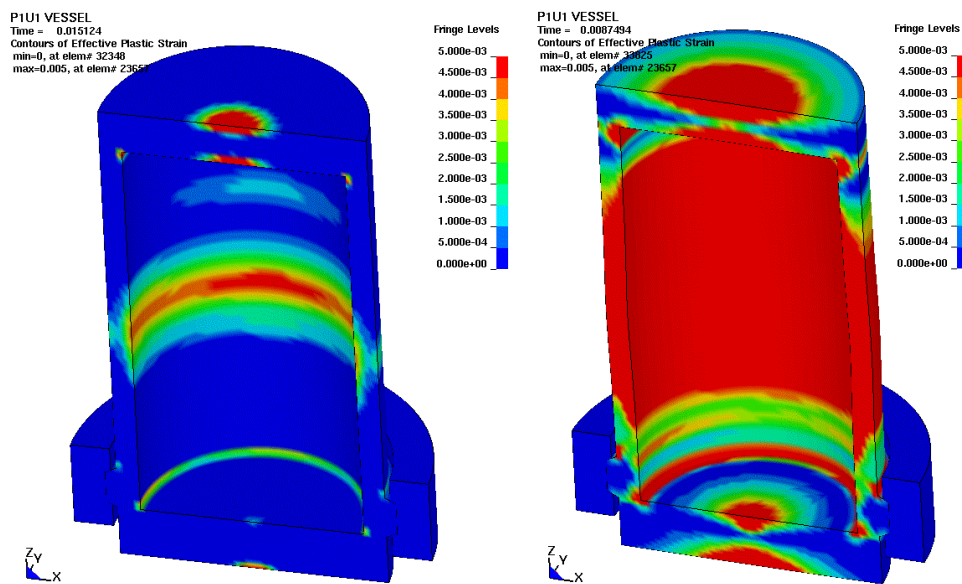 P1U1 VESSEL
Time = 0.015124
Contours of Effective Plastic Strain
min=0, at elem# 32348
max=0.005, at elem# 23657
Fringe Levels
5.000e-03
4.500e-03
4.000e-03
3.500e-03
3.000e-03
2.500e-03
2.000e-03
1.500e-03
1.000e-03
5.000e-04
0.000e+00
Z
Y
X
P1U1 VESSEL
Time = 0.0087494
Contours of Effective Plastic Strain
min=0, at elem# 33825
max=0.005, at elem# 23657
Fringe Levels
5.000e-03
4.500e-03
4.000e-03
3.500e-03
3.000e-03
2.500e-03
2.000e-03
1.500e-03
1.000e-03
5.000e-04
0.000e+00
Z
Y
X